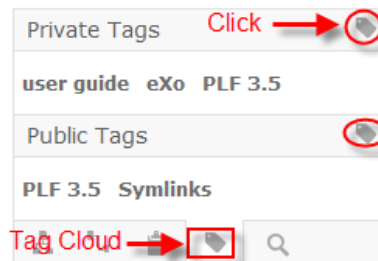 Private Tags Click
user guide eXo PLF 3.5
Public Tags
PLF 3.5 Symlinks
Tag Cloud